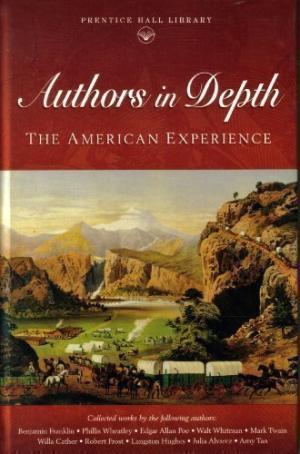 PRENTICE HALL LIBRARY
Authors in Depth
THE AMERICAN EXPERIENCE
Collected works by the following authors:
Benjamin Franklin • Phillis Wheatley • Edgar Allan Poe • Walt Whitman • Mark Twain
Willa Cather • Robert Frost • Langston Hughes • Julia Alvarez • Amy Tan